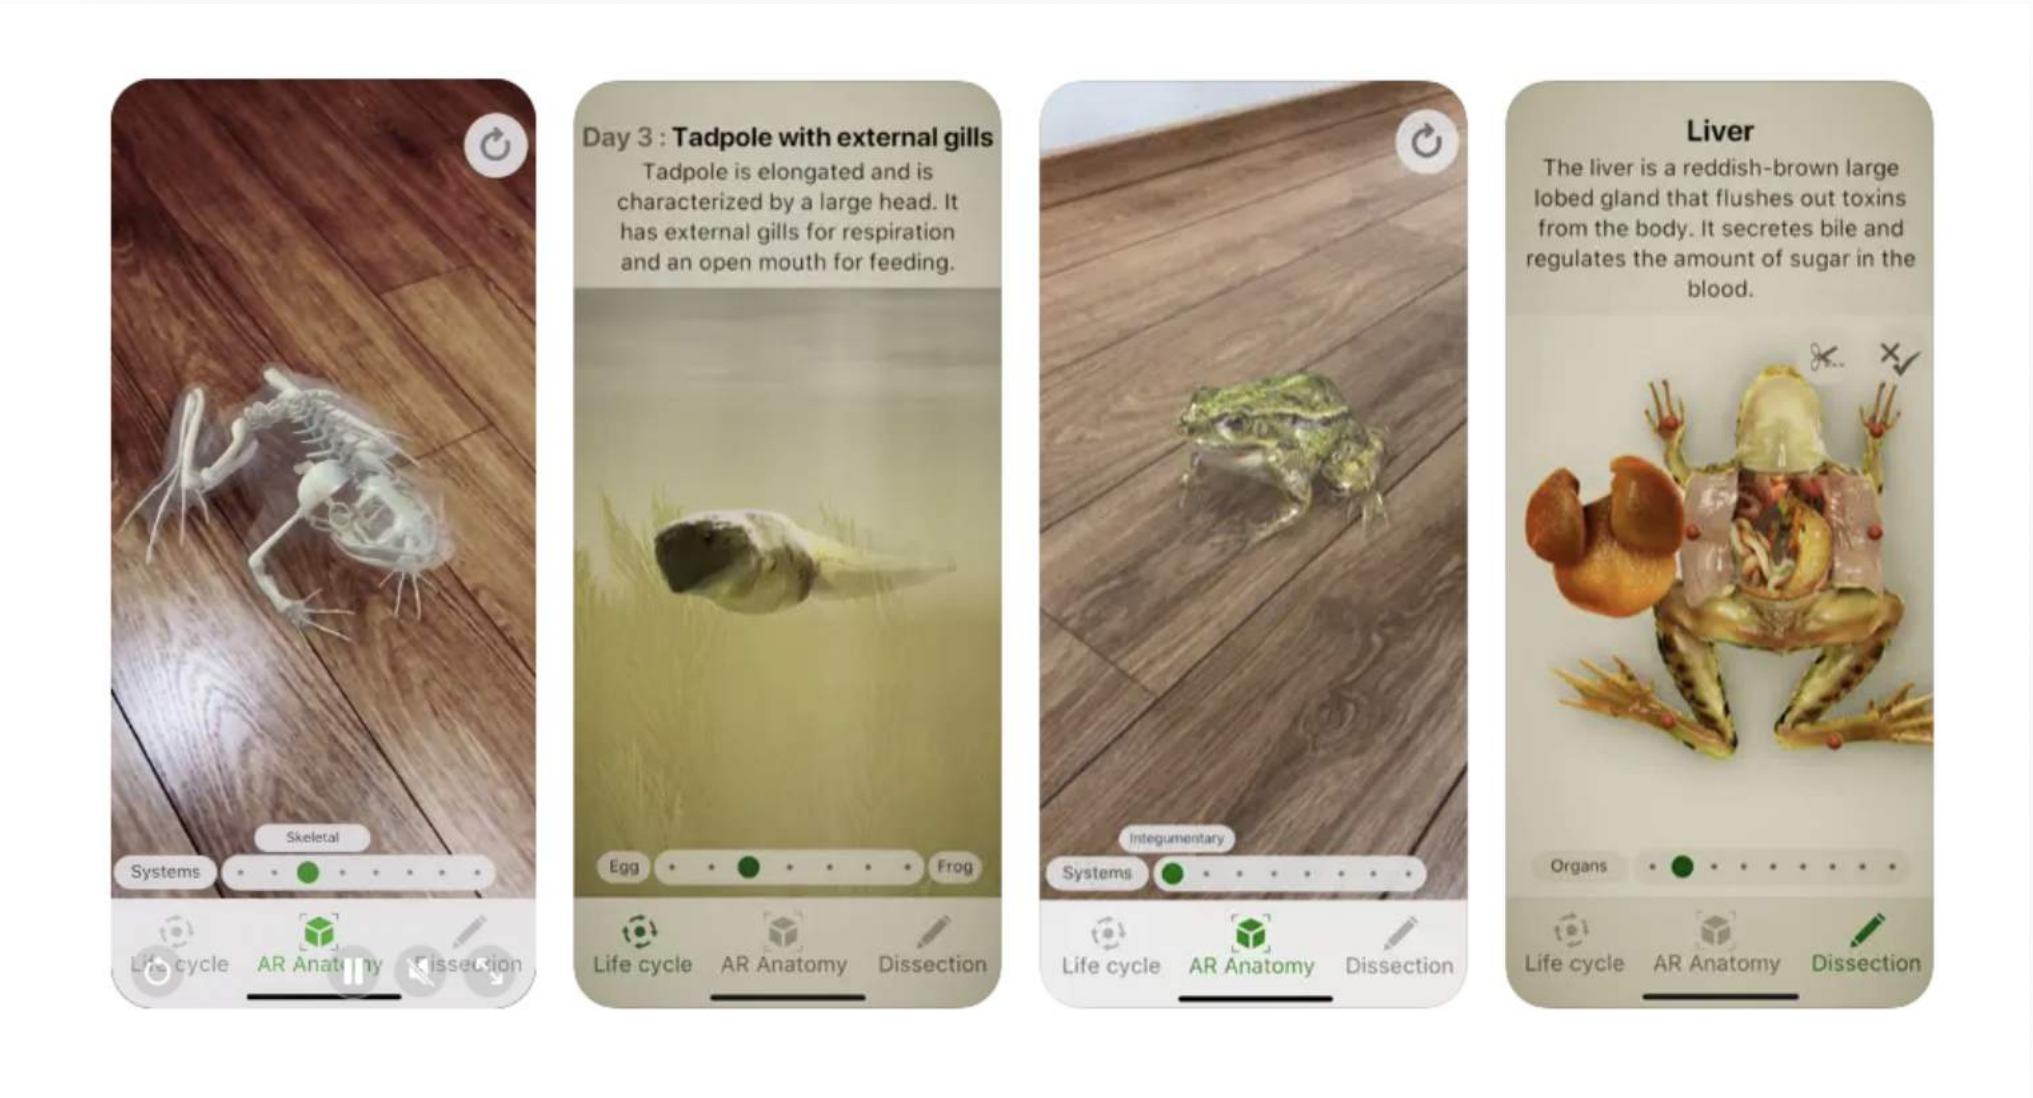 Skeletal
Systems
Life cycle
AR Anatomy
Dissection
Day 3 : Tadpole with external gills
Tadpole is elongated and is
characterized by a large head. It
has external gills for respiration
and an open mouth for feeding.
Egg
Frog
Life cycle
AR Anatomy
Dissection
Integumentary
Systems
Life cycle
AR Anatomy
Dissection
Liver
The liver is a reddish-brown large
lobed gland that flushes out toxins
from the body. It secretes bile and
regulates the amount of sugar in the
blood.
Organs
Life cycle
AR Anatomy
Dissection